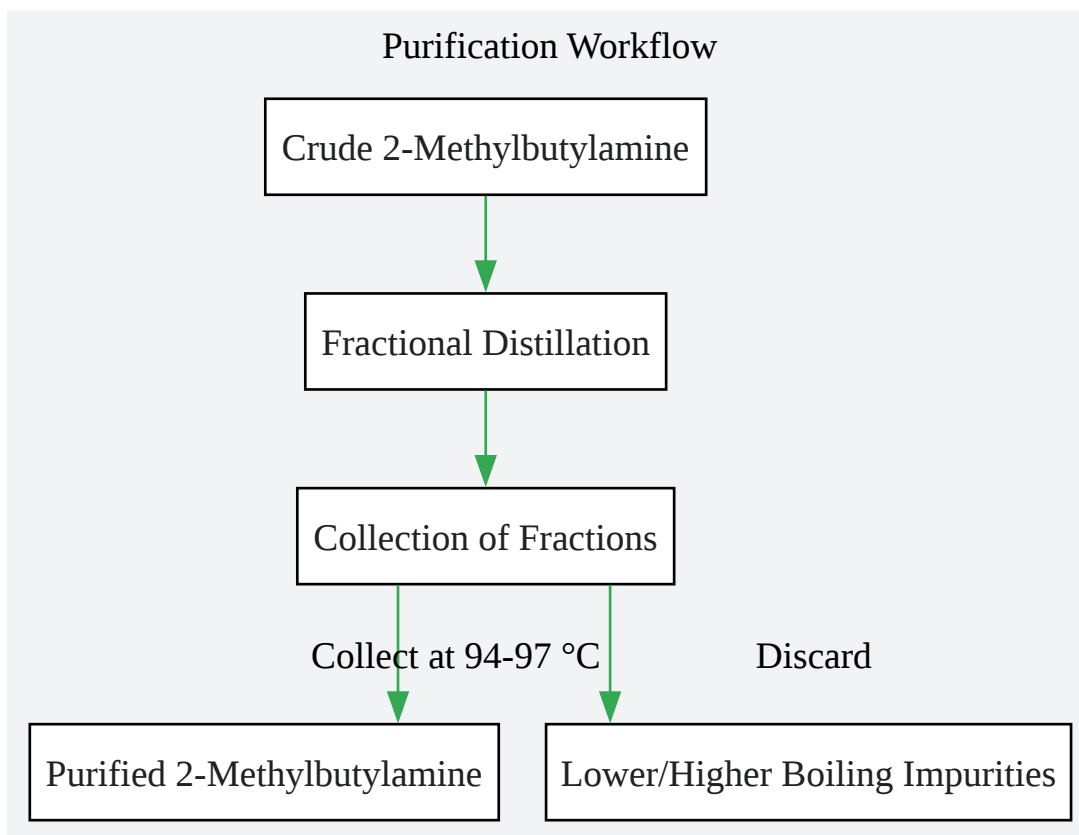 Purification Workflow
Crude 2-Methylbutylamine
Fractional Distillation
Collection of Fractions
Collect at 94-97 °C
Discard
Purified 2-Methylbutylamine
Lower/Higher Boiling Impurities